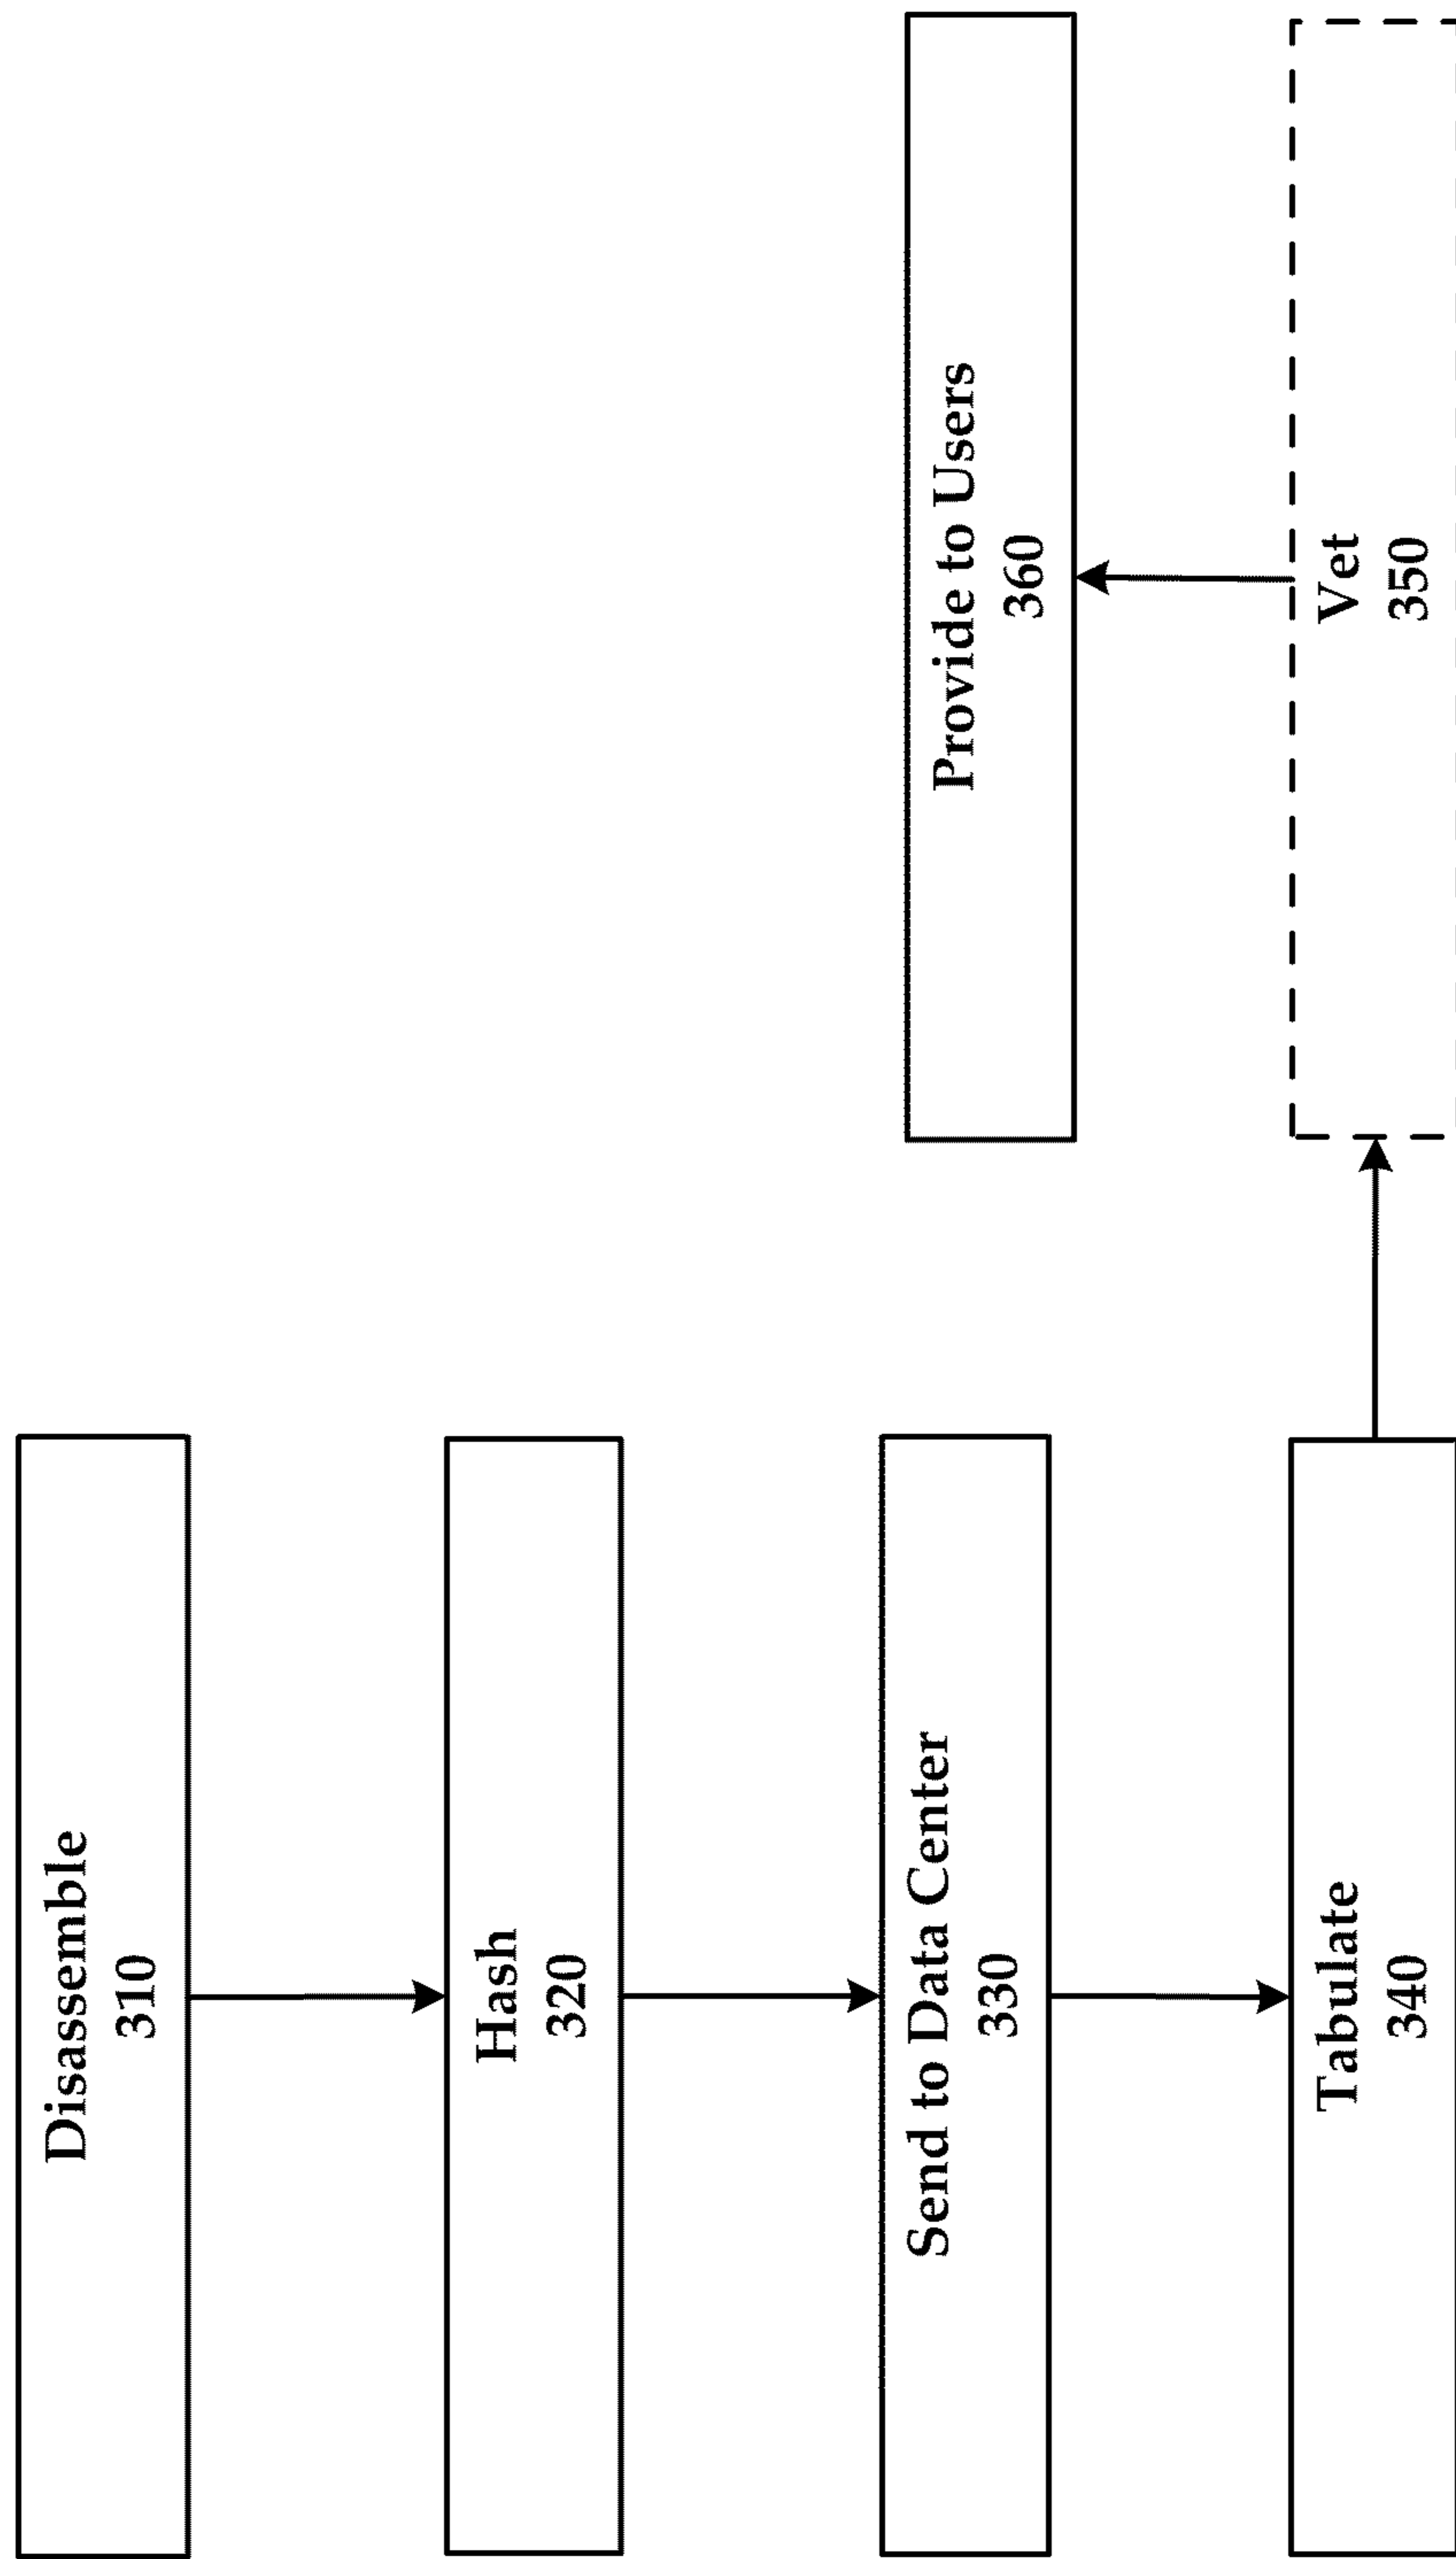 Disassemble
310
Hash
320
Send to Data Center
330
Tabulate
340
Vet
350
Provide to Users
360